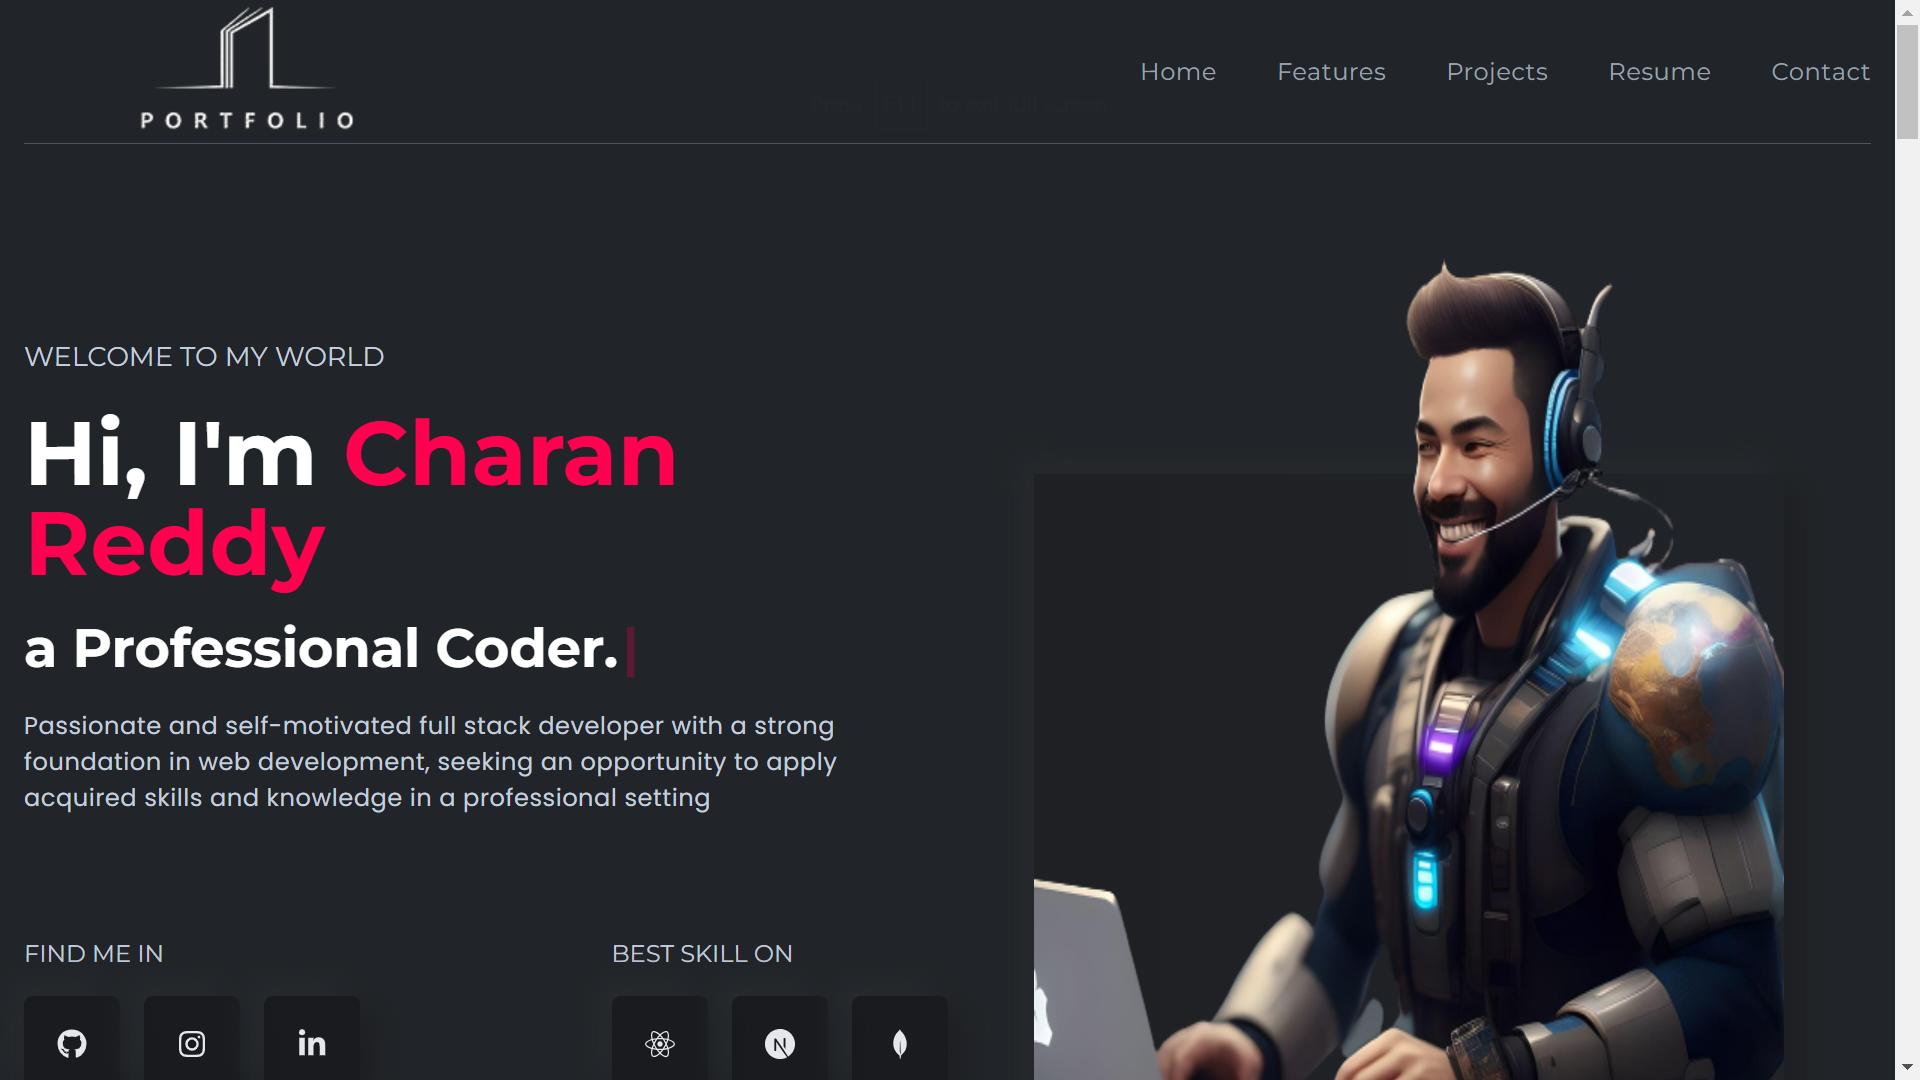 PORTFOLIO
Home Features Projects Resume Contact
WELCOME TO MY WORLD
Hi, I'm Charan
Reddy
a Professional Coder.
Passionate and self-motivated full stack developer with a strong
foundation in web development, seeking an opportunity to apply
acquired skills and knowledge in a professional setting
FIND ME IN
BEST SKILL ON
in
N